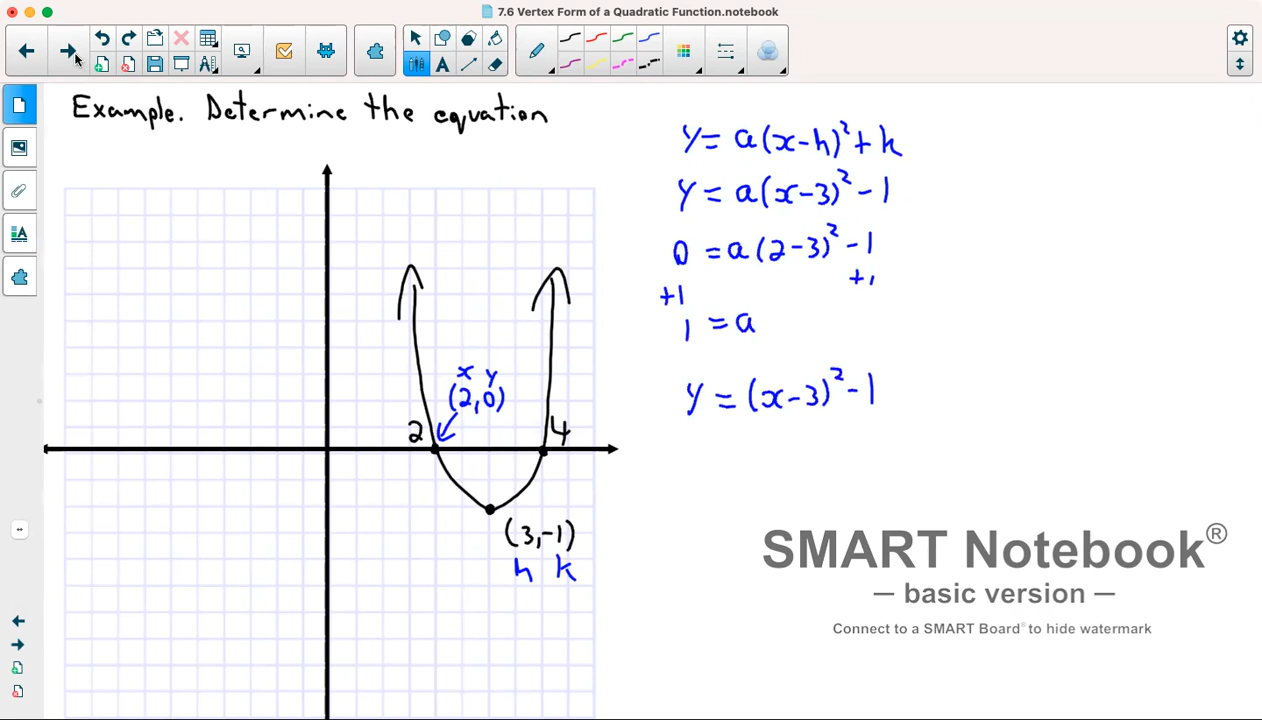 7.6 Vertex Form of a Quadratic Function.notebook
Example. Determine the equation
y = a(x-h)² + k
y = a(x-3)² - 1
0 = a(2-3)² - 1
+1 +1
1 = a
y = (x-3)² - 1
x y
(2,0)
2
4
(3,-1)
h k
SMART Notebook®
— basic version —
Connect to a SMART Board® to hide watermark